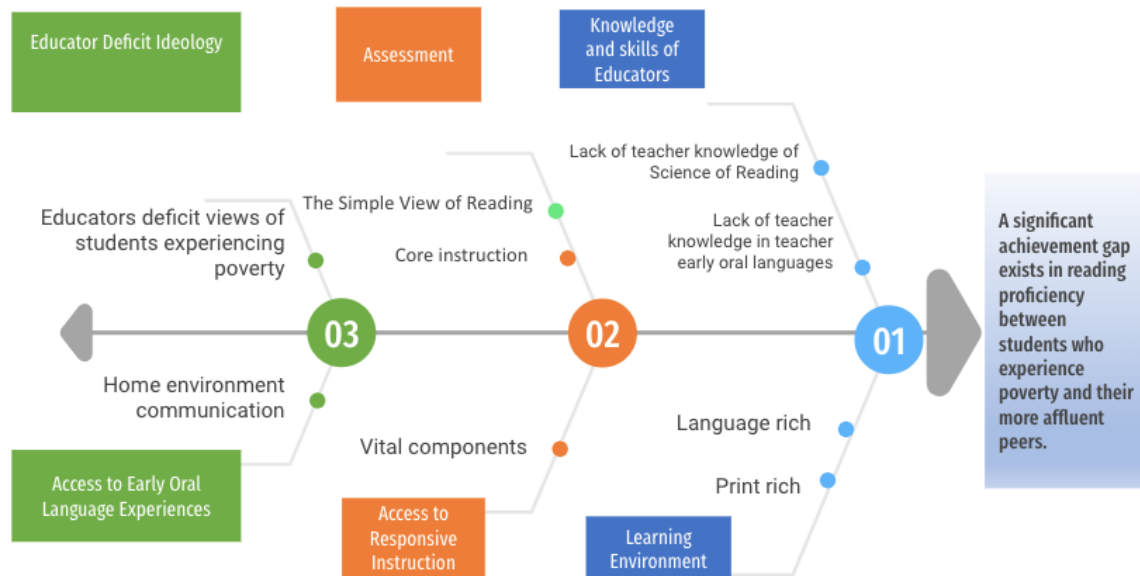 Educator Deficit Ideology
Assessment
Knowledge
and skills of
Educators
Lack of teacher knowledge of
Science of Reading
Lack of teacher
knowledge in teacher
early oral languages
The Simple View of Reading
Core instruction
Educators deficit views of
students experiencing
poverty
03
02
01
A significant
achievement gap
exists in reading
proficiency
between
students who
experience
poverty and their
more affluent
peers.
Home environment
communication
Vital components
Language rich
Print rich
Access to Early Oral
Language Experiences
Access to
Responsive
Instruction
Learning
Environment